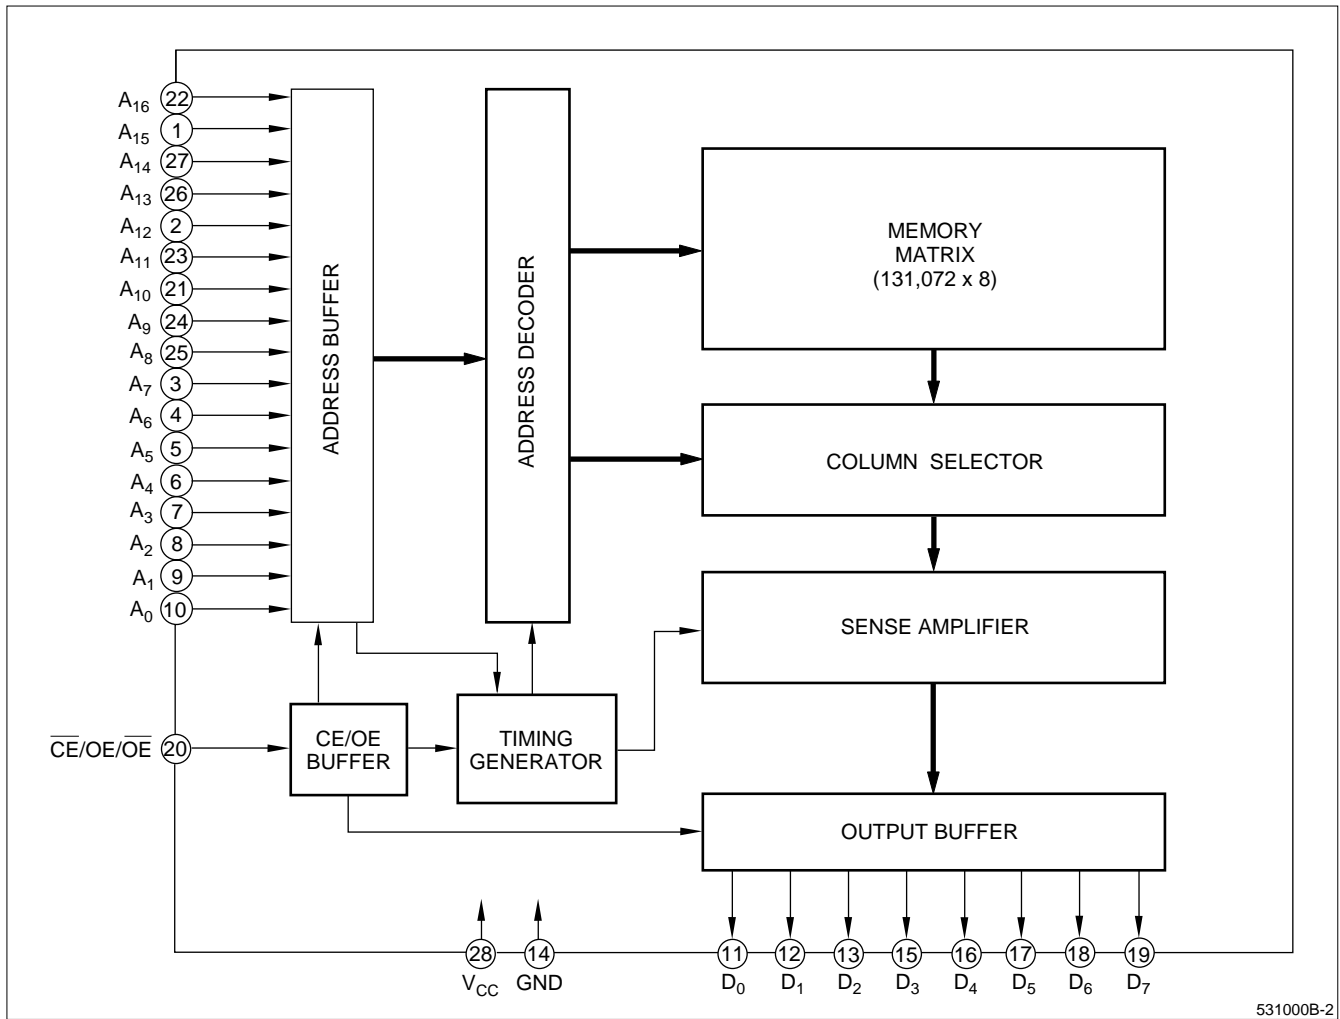 A16 22
A15 1
A14 27
A13 26
A12 2
A11 23
A10 21
A9 24
A8 25
A7 3
A6 4
A5 5
A4 6
A3 7
A2 8
A1 9
A0 10
CE/OE/OE 20
ADDRESS BUFFER
ADDRESS DECODER
MEMORY
MATRIX
(131,072 x 8)
COLUMN SELECTOR
SENSE AMPLIFIER
CE/OE
BUFFER
TIMING
GENERATOR
OUTPUT BUFFER
28 14 11 12 13 15 16 17 18 19
VCC GND D0 D1 D2 D3 D4 D5 D6 D7
531000B-2